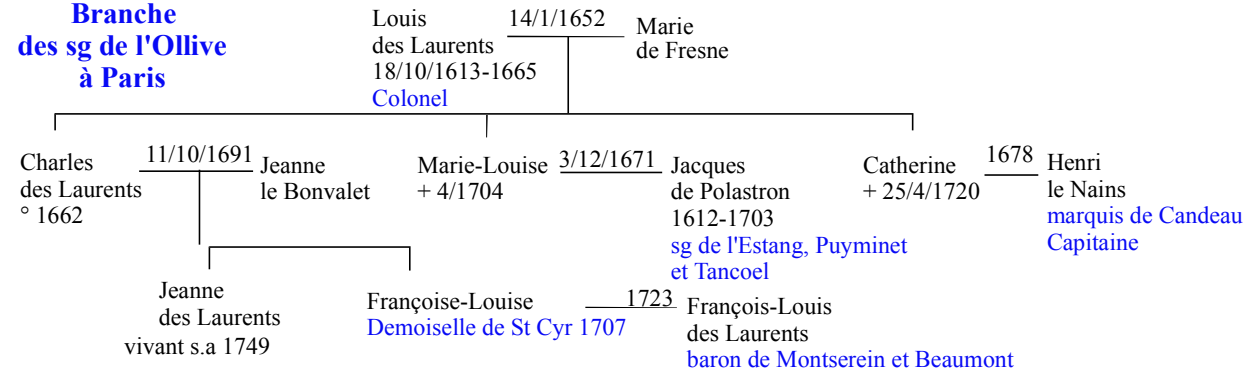 Branche
des sg de l'Ollive
à Paris
Louis
des Laurents
18/10/1613-1665
Colonel
14/1/1652
Marie
de Fresne
Charles
des Laurents
° 1662
11/10/1691
Jeanne
le Bonvalet
Marie-Louise
+ 4/1704
3/12/1671
Jacques
de Polastron
1612-1703
sg de l'Estang, Puyminet
et Tancoel
Catherine
+ 25/4/1720
1678
Henri
le Nains
marquis de Candeau
Capitaine
Jeanne
des Laurents
vivant s.a 1749
Françoise-Louise
Demoiselle de St Cyr 1707
1723
François-Louis
des Laurents
baron de Montserein et Beaumont